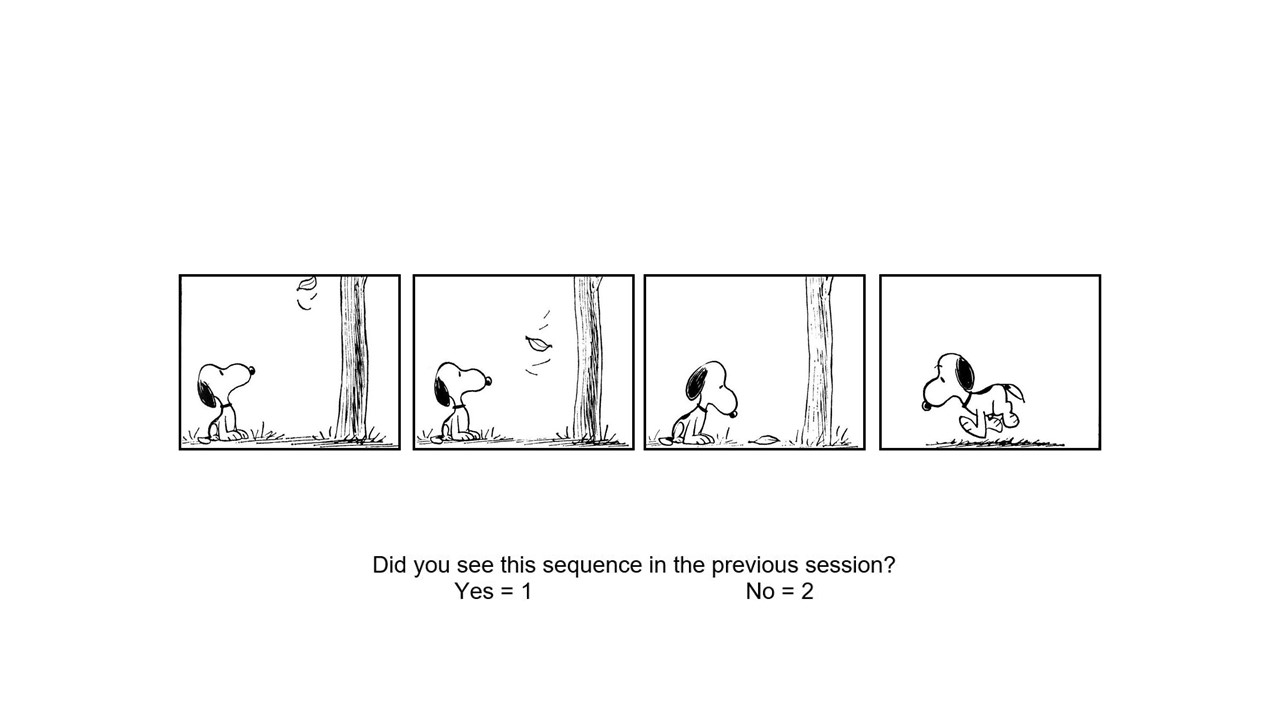 Did you see this sequence in the previous session?
Yes = 1 No = 2